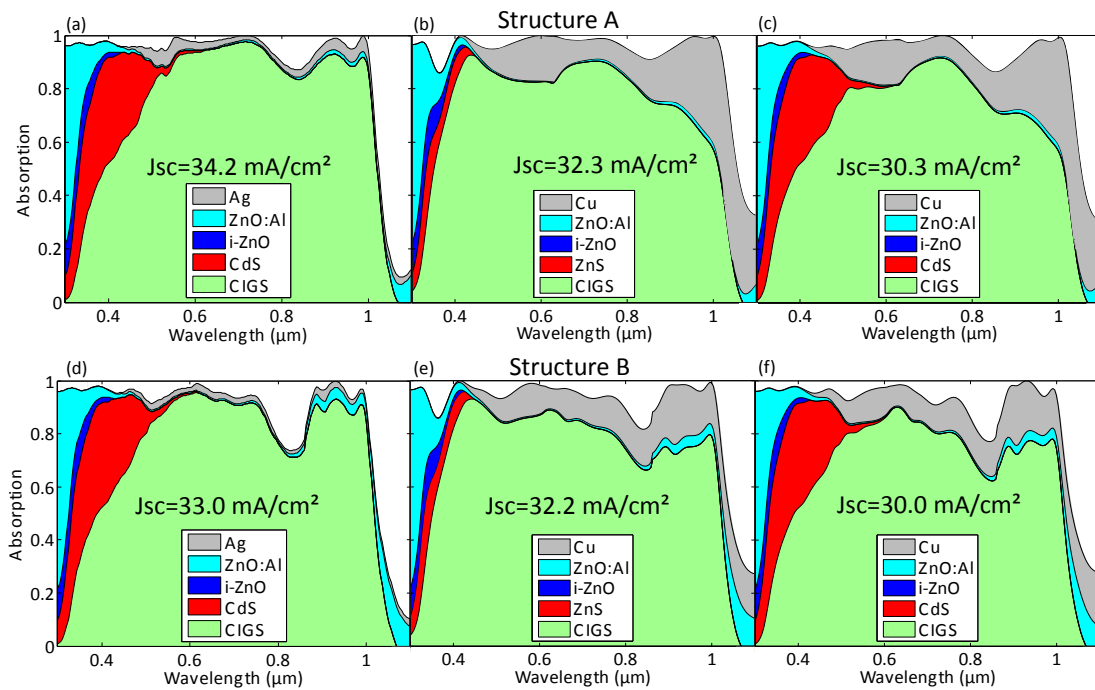 Structure A
(a)
(b)
(c)
Absorption
1
0.8
0.6
0.4
0.2
0
Jsc=34.2 mA/cm²
Ag
ZnO:Al
i-ZnO
CdS
CIGS
Jsc=32.3 mA/cm²
Cu
ZnO:Al
i-ZnO
ZnS
CIGS
Jsc=30.3 mA/cm²
Cu
ZnO:Al
i-ZnO
CdS
CIGS
0.4 0.6 0.8 1
0.4 0.6 0.8 1
0.4 0.6 0.8 1
Wavelength (µm)
Wavelength (µm)
Wavelength (µm)
Structure B
(d)
(e)
(f)
Absorption
1
0.8
0.6
0.4
0.2
0
Jsc=33.0 mA/cm²
Ag
ZnO:Al
i-ZnO
CdS
CIGS
Jsc=32.2 mA/cm²
Cu
ZnO:Al
i-ZnO
ZnS
CIGS
Jsc=30.0 mA/cm²
Cu
ZnO:Al
i-ZnO
CdS
CIGS
0.4 0.6 0.8 1
0.4 0.6 0.8 1
0.4 0.6 0.8 1
Wavelength (µm)
Wavelength (µm)
Wavelength (µm)